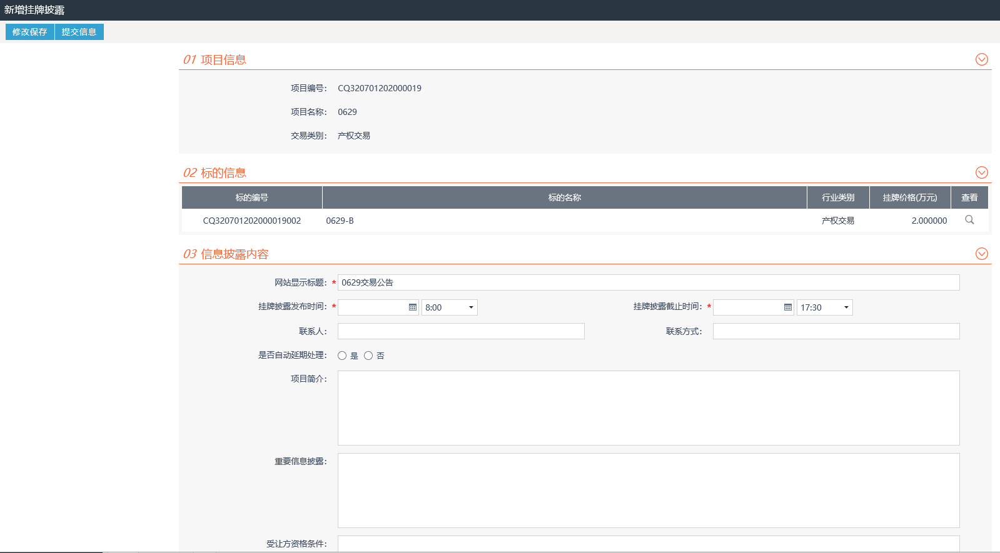 新增挂牌披露
修改保存 提交信息
01 项目信息
项目编号： CQ320701202000019
项目名称： 0629
交易类别： 产权交易
02 标的信息
标的编号 标的名称 行业类别 挂牌价格(万元) 查看
CQ320701202000019002 0629-B 产权交易 2.000000
03 信息披露内容
网站显示标题： * 0629交易公告
挂牌披露发布时间： * 8:00 挂牌披露截止时间： * 17:30
联系人： 联系方式：
是否自动延期处理： 是 否
项目简介：
重要信息披露：
受让方资格条件：